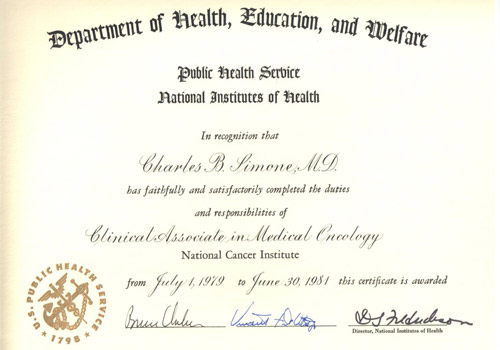 Department of Health, Education, and Welfare
Public Health Service
National Institutes of Health
In recognition that
Charles B. Simone, M.D.
has faithfully and satisfactorily completed the duties
and responsibilities of
Clinical Associate in Medical Oncology
National Cancer Institute
from July 1, 1979 to June 30, 1981 this certificate is awarded
U.S. PUBLIC HEALTH SERVICE
1798
Director, National Institutes of Health